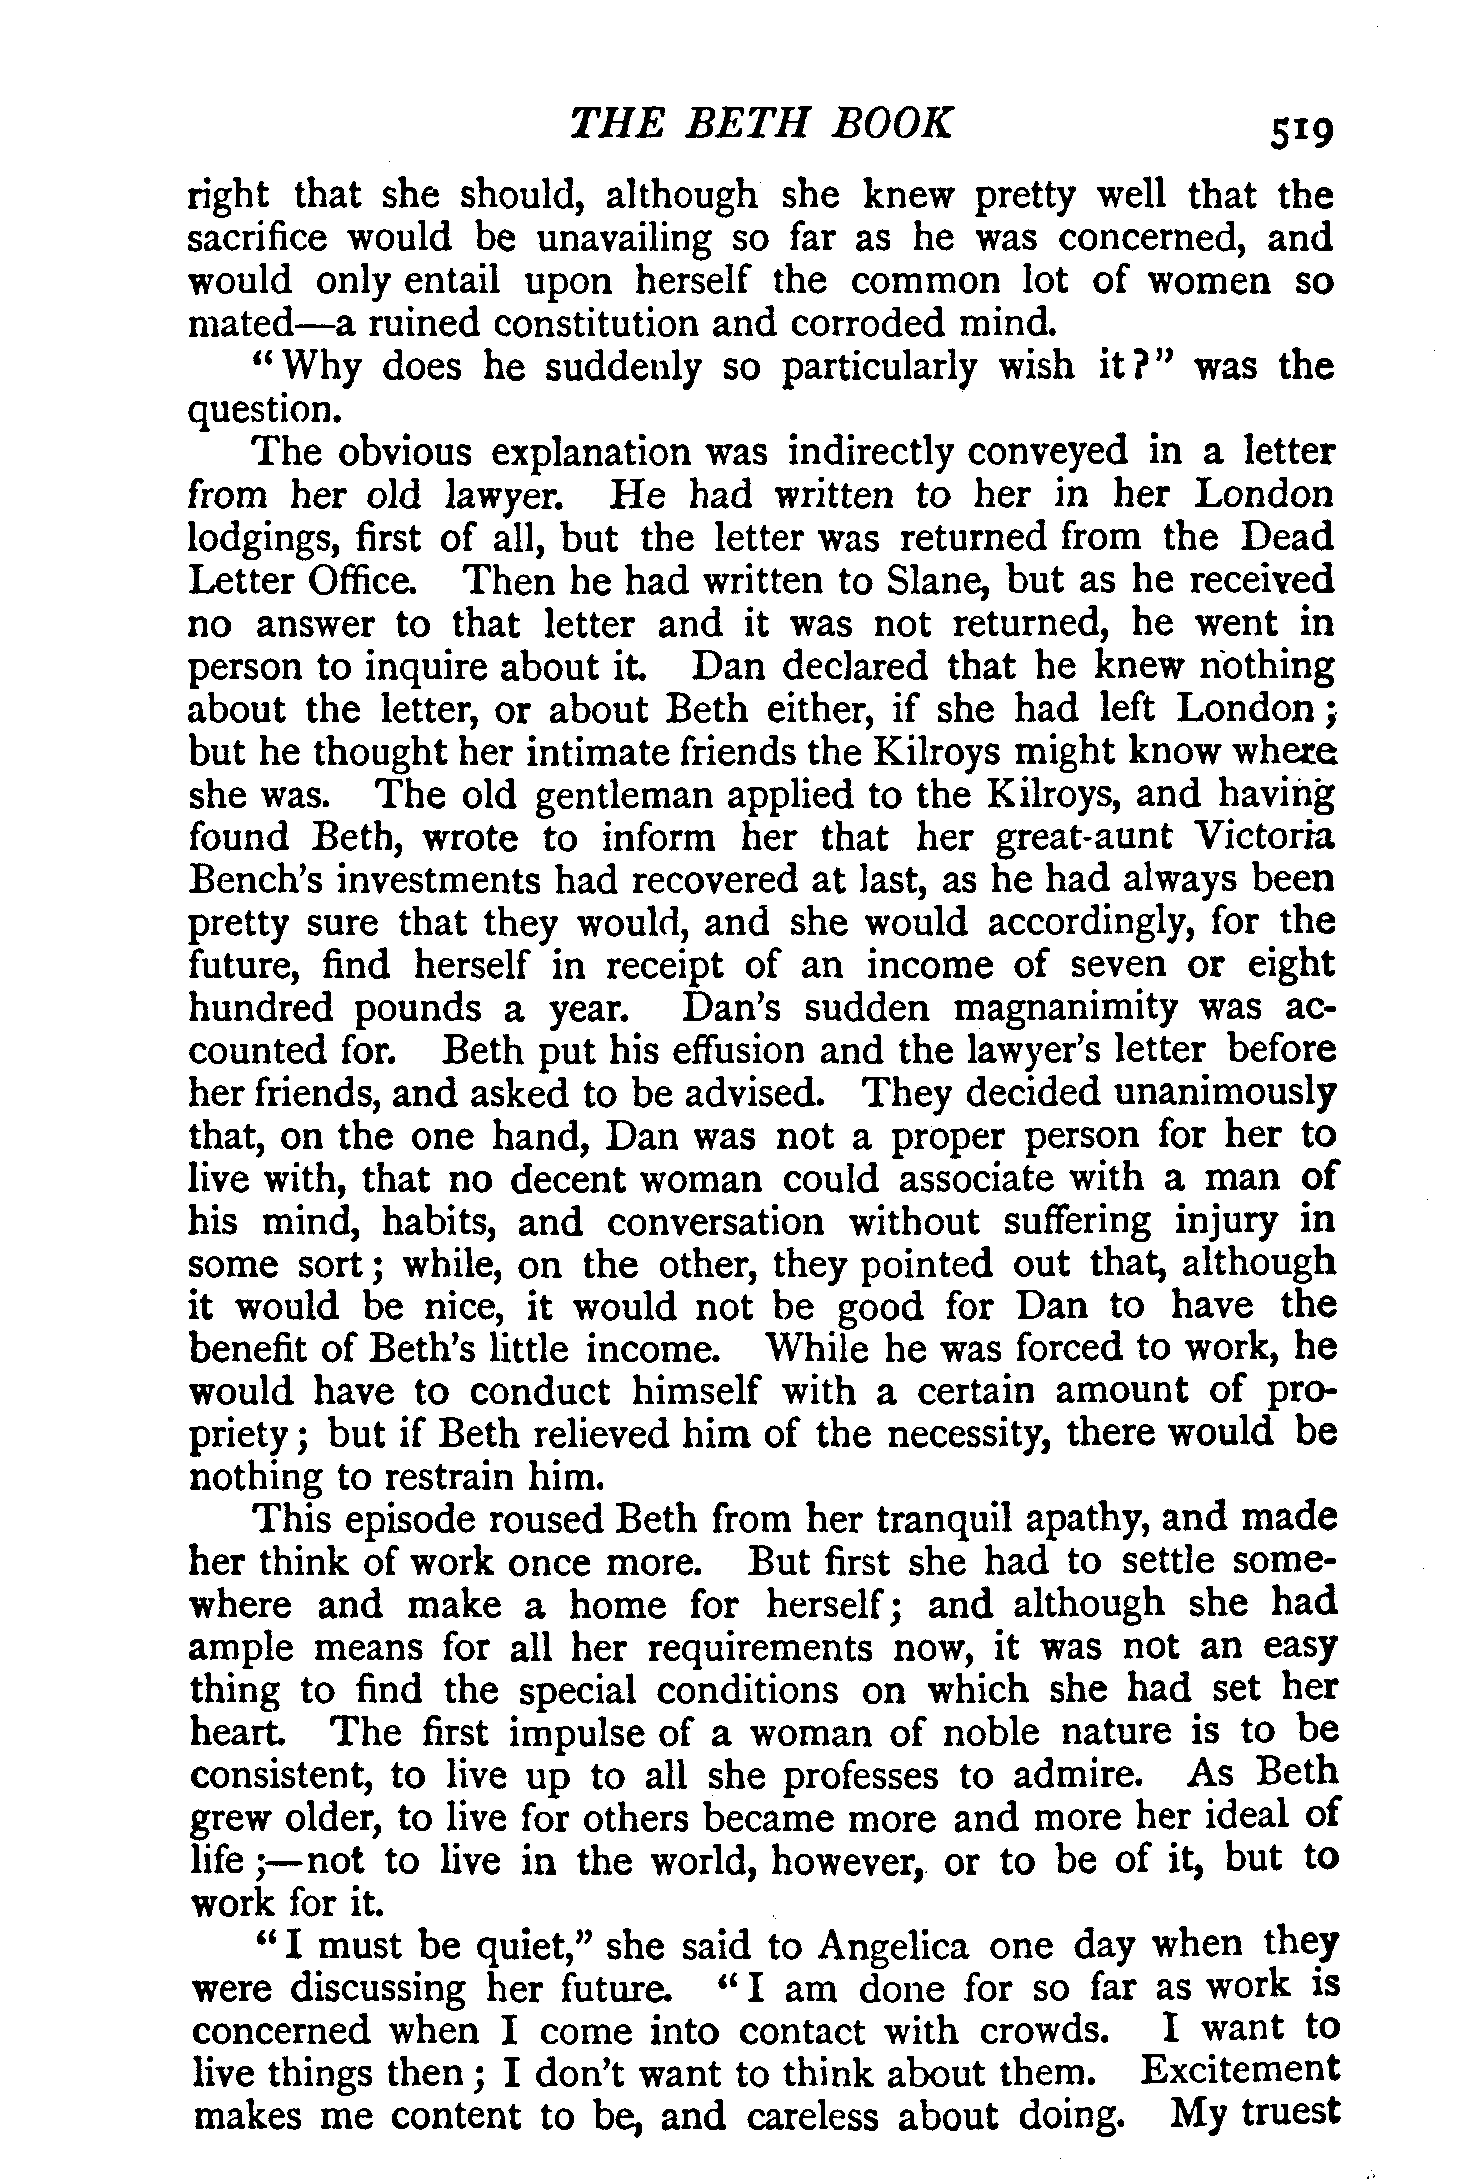 THE BETH BOOK 519
right that she should, although she knew pretty well that the
sacrifice would be unavailing so far as he was concerned, and
would only entail upon herself the common lot of women so
mated—a ruined constitution and corroded mind.
“Why does he suddenly so particularly wish it?” was the
question.
The obvious explanation was indirectly conveyed in a letter
from her old lawyer. He had written to her in her London
lodgings, first of all, but the letter was returned from the Dead
Letter Office. Then he had written to Slane, but as he received
no answer to that letter and it was not returned, he went in
person to inquire about it. Dan declared that he knew nothing
about the letter, or about Beth either, if she had left London;
but he thought her intimate friends the Kilroys might know where
she was. The old gentleman applied to the Kilroys, and having
found Beth, wrote to inform her that her great-aunt Victoria
Bench's investments had recovered at last, as he had always been
pretty sure that they would, and she would accordingly, for the
future, find herself in receipt of an income of seven or eight
hundred pounds a year. Dan's sudden magnanimity was ac-
counted for. Beth put his effusion and the lawyer's letter before
her friends, and asked to be advised. They decided unanimously
that, on the one hand, Dan was not a proper person for her to
live with, that no decent woman could associate with a man of
his mind, habits, and conversation without suffering injury in
some sort; while, on the other, they pointed out that, although
it would be nice, it would not be good for Dan to have the
benefit of Beth's little income. While he was forced to work, he
would have to conduct himself with a certain amount of pro-
priety; but if Beth relieved him of the necessity, there would be
nothing to restrain him.
This episode roused Beth from her tranquil apathy, and made
her think of work once more. But first she had to settle some-
where and make a home for herself; and although she had
ample means for all her requirements now, it was not an easy
thing to find the special conditions on which she had set her
heart. The first impulse of a woman of noble nature is to be
consistent, to live up to all she professes to admire. As Beth
grew older, to live for others became more and more her ideal of
life;—not to live in the world, however, or to be of it, but to
work for it.
“I must be quiet,” she said to Angelica one day when they
were discussing her future. “I am done for so far as work is
concerned when I come into contact with crowds. I want to
live things then; I don't want to think about them. Excitement
makes me content to be, and careless about doing. My truest